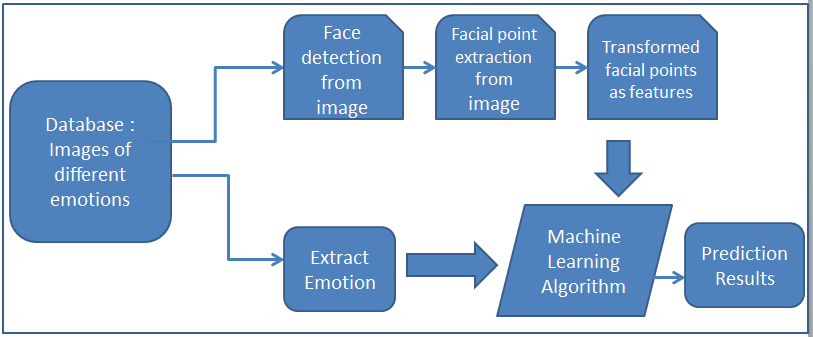 Database :
Images of
different
emotions
Face
detection
from
image
Facial point
extraction
from
image
Transformed
facial points
as features
Extract
Emotion
Machine
Learning
Algorithm
Prediction
Results